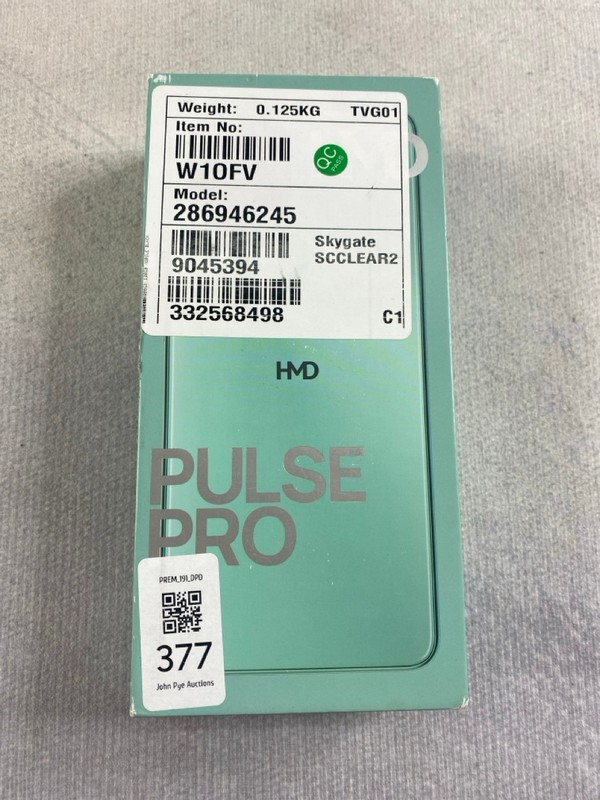 Weight: 0.125KG TVG01
Item No:
W10FV
QC
PASS
Model:
286946245
Skygate
SCCLEAR2
9045394
332568498
C1
HMD
PULSE
PRO
PREM_191_DPD
377
John Pye Auctions